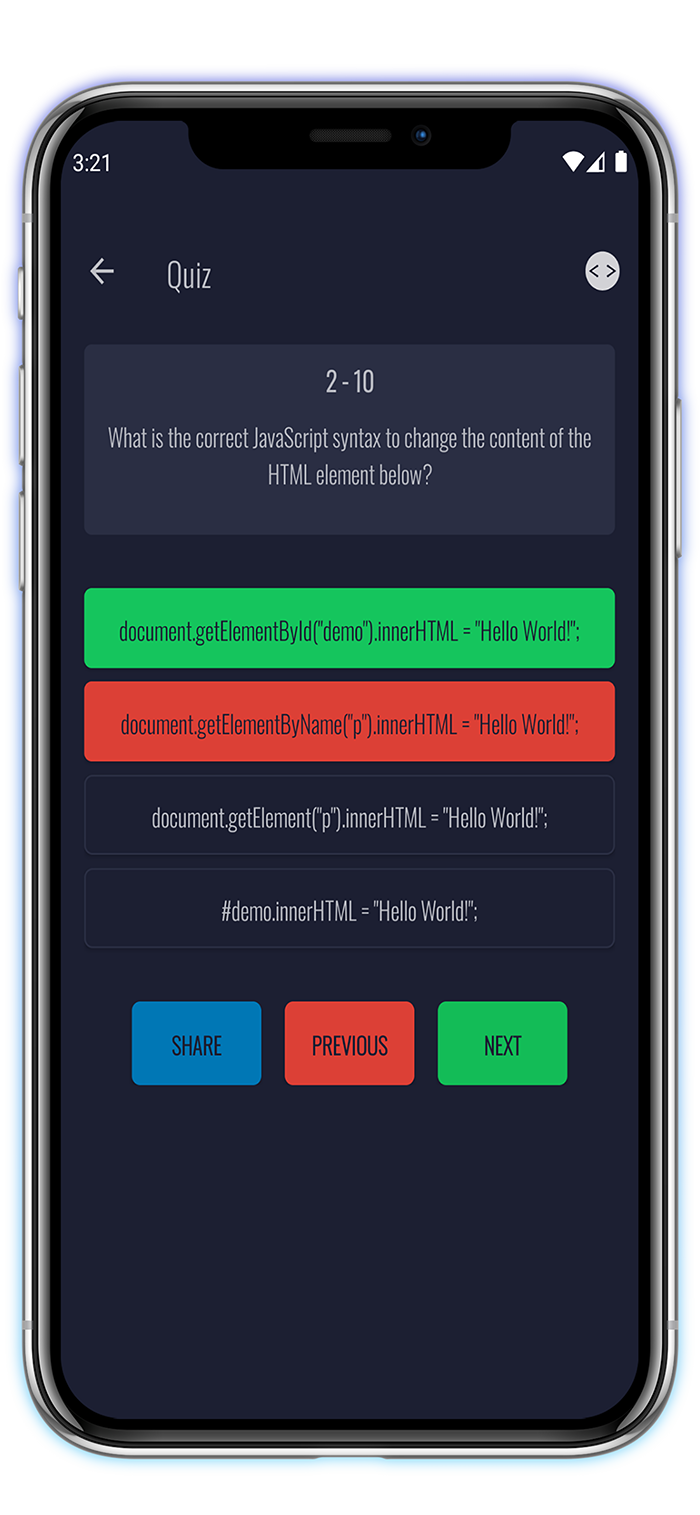 3:21
Quiz
< >
2 - 10
What is the correct JavaScript syntax to change the content of the
HTML element below?
document.getElementById("demo").innerHTML = "Hello World!";
document.getElementByName("p").innerHTML = "Hello World!";
document.getElement("p").innerHTML = "Hello World!";
#demo.innerHTML = "Hello World!";
SHARE
PREVIOUS
NEXT